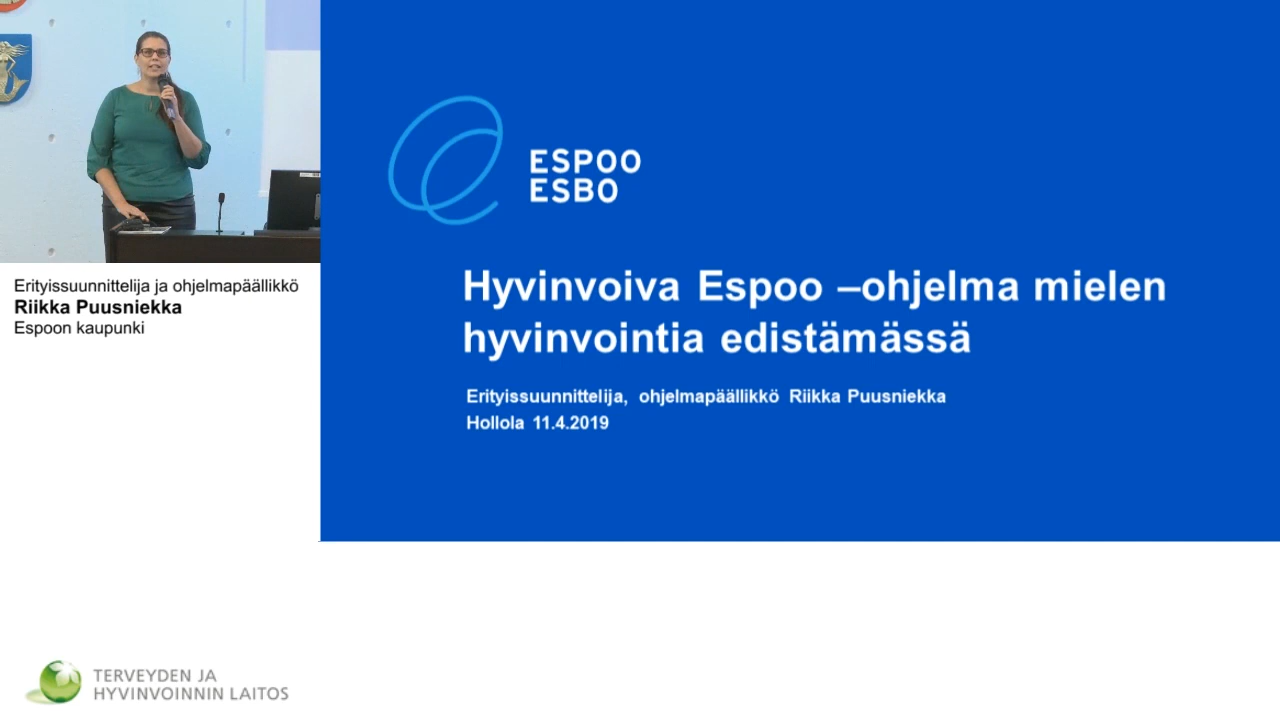 Erityissuunnittelija ja ohjelmapäällikkö
Riikka Puusniekka
Espoon kaupunki
ESPOO
ESBO
Hyvinvoiva Espoo –ohjelma mielen
hyvinvointia edistämässä
Erityissuunnittelija, ohjelmapäällikkö Riikka Puusniekka
Hollola 11.4.2019
TERVEYDEN JA
HYVINVOINNIN LAITOS